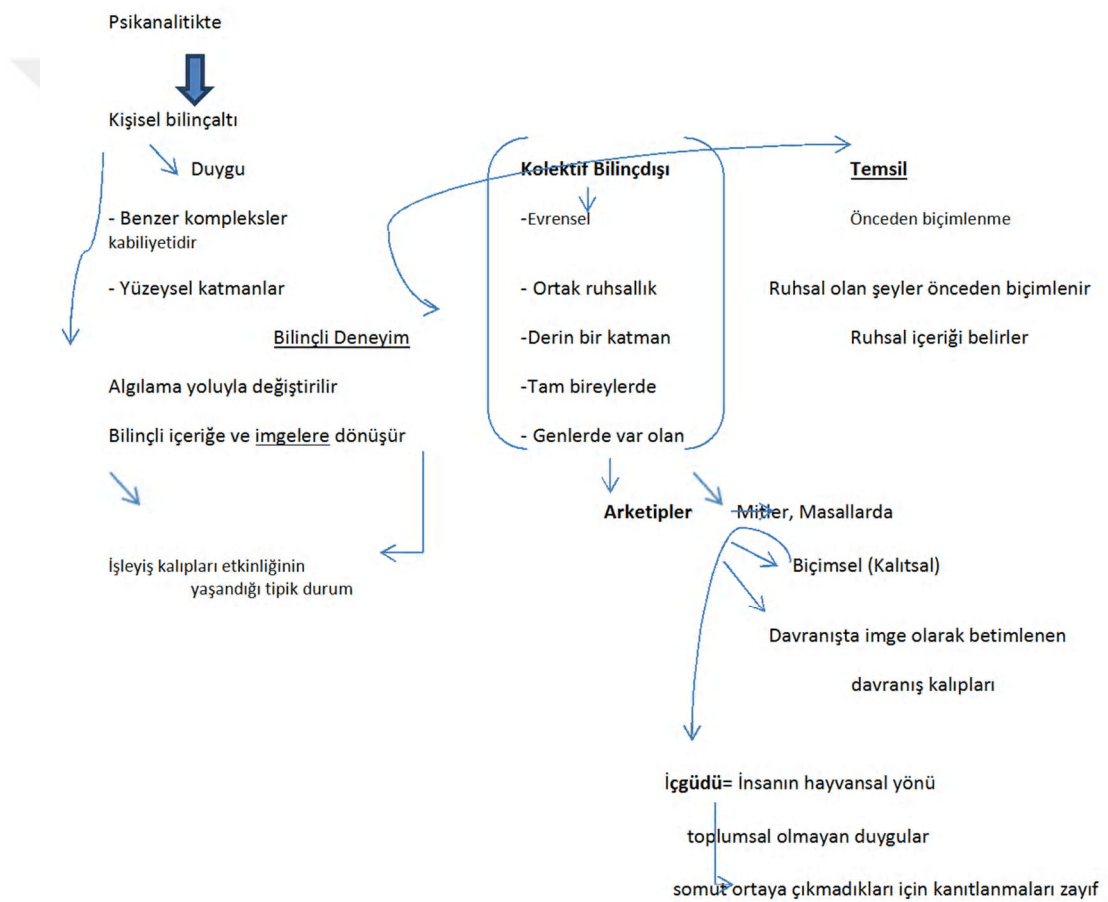 Psikanalitikte
Kişisel bilinçaltı
Duygu
- Benzer kompleksler
kabiliyetidir
- Yüzeysel katmanlar
Bilinçli Deneyim
Algılama yoluyla değiştirilir
Bilinçli içeriğe ve imgelere dönüşür
İşleyiş kalıpları etkinliğinin
yaşandığı tipik durum
Kolektif Bilinçdışı
-Evrensel
- Ortak ruhsallık
-Derin bir katman
-Tam bireylerde
- Genlerde var olan
Temsil
Önceden biçimlenme
Ruhsal olan şeyler önceden biçimlenir
Ruhsal içeriği belirler
Arketipler
Mitler, Masallarda
Biçimsel (Kalıtsal)
Davranışta imge olarak betimlenen
davranış kalıpları
İçgüdü= İnsanın hayvansal yönü
toplumsal olmayan duygular
somut ortaya çıkmadıkları için kanıtlanmaları zayıf